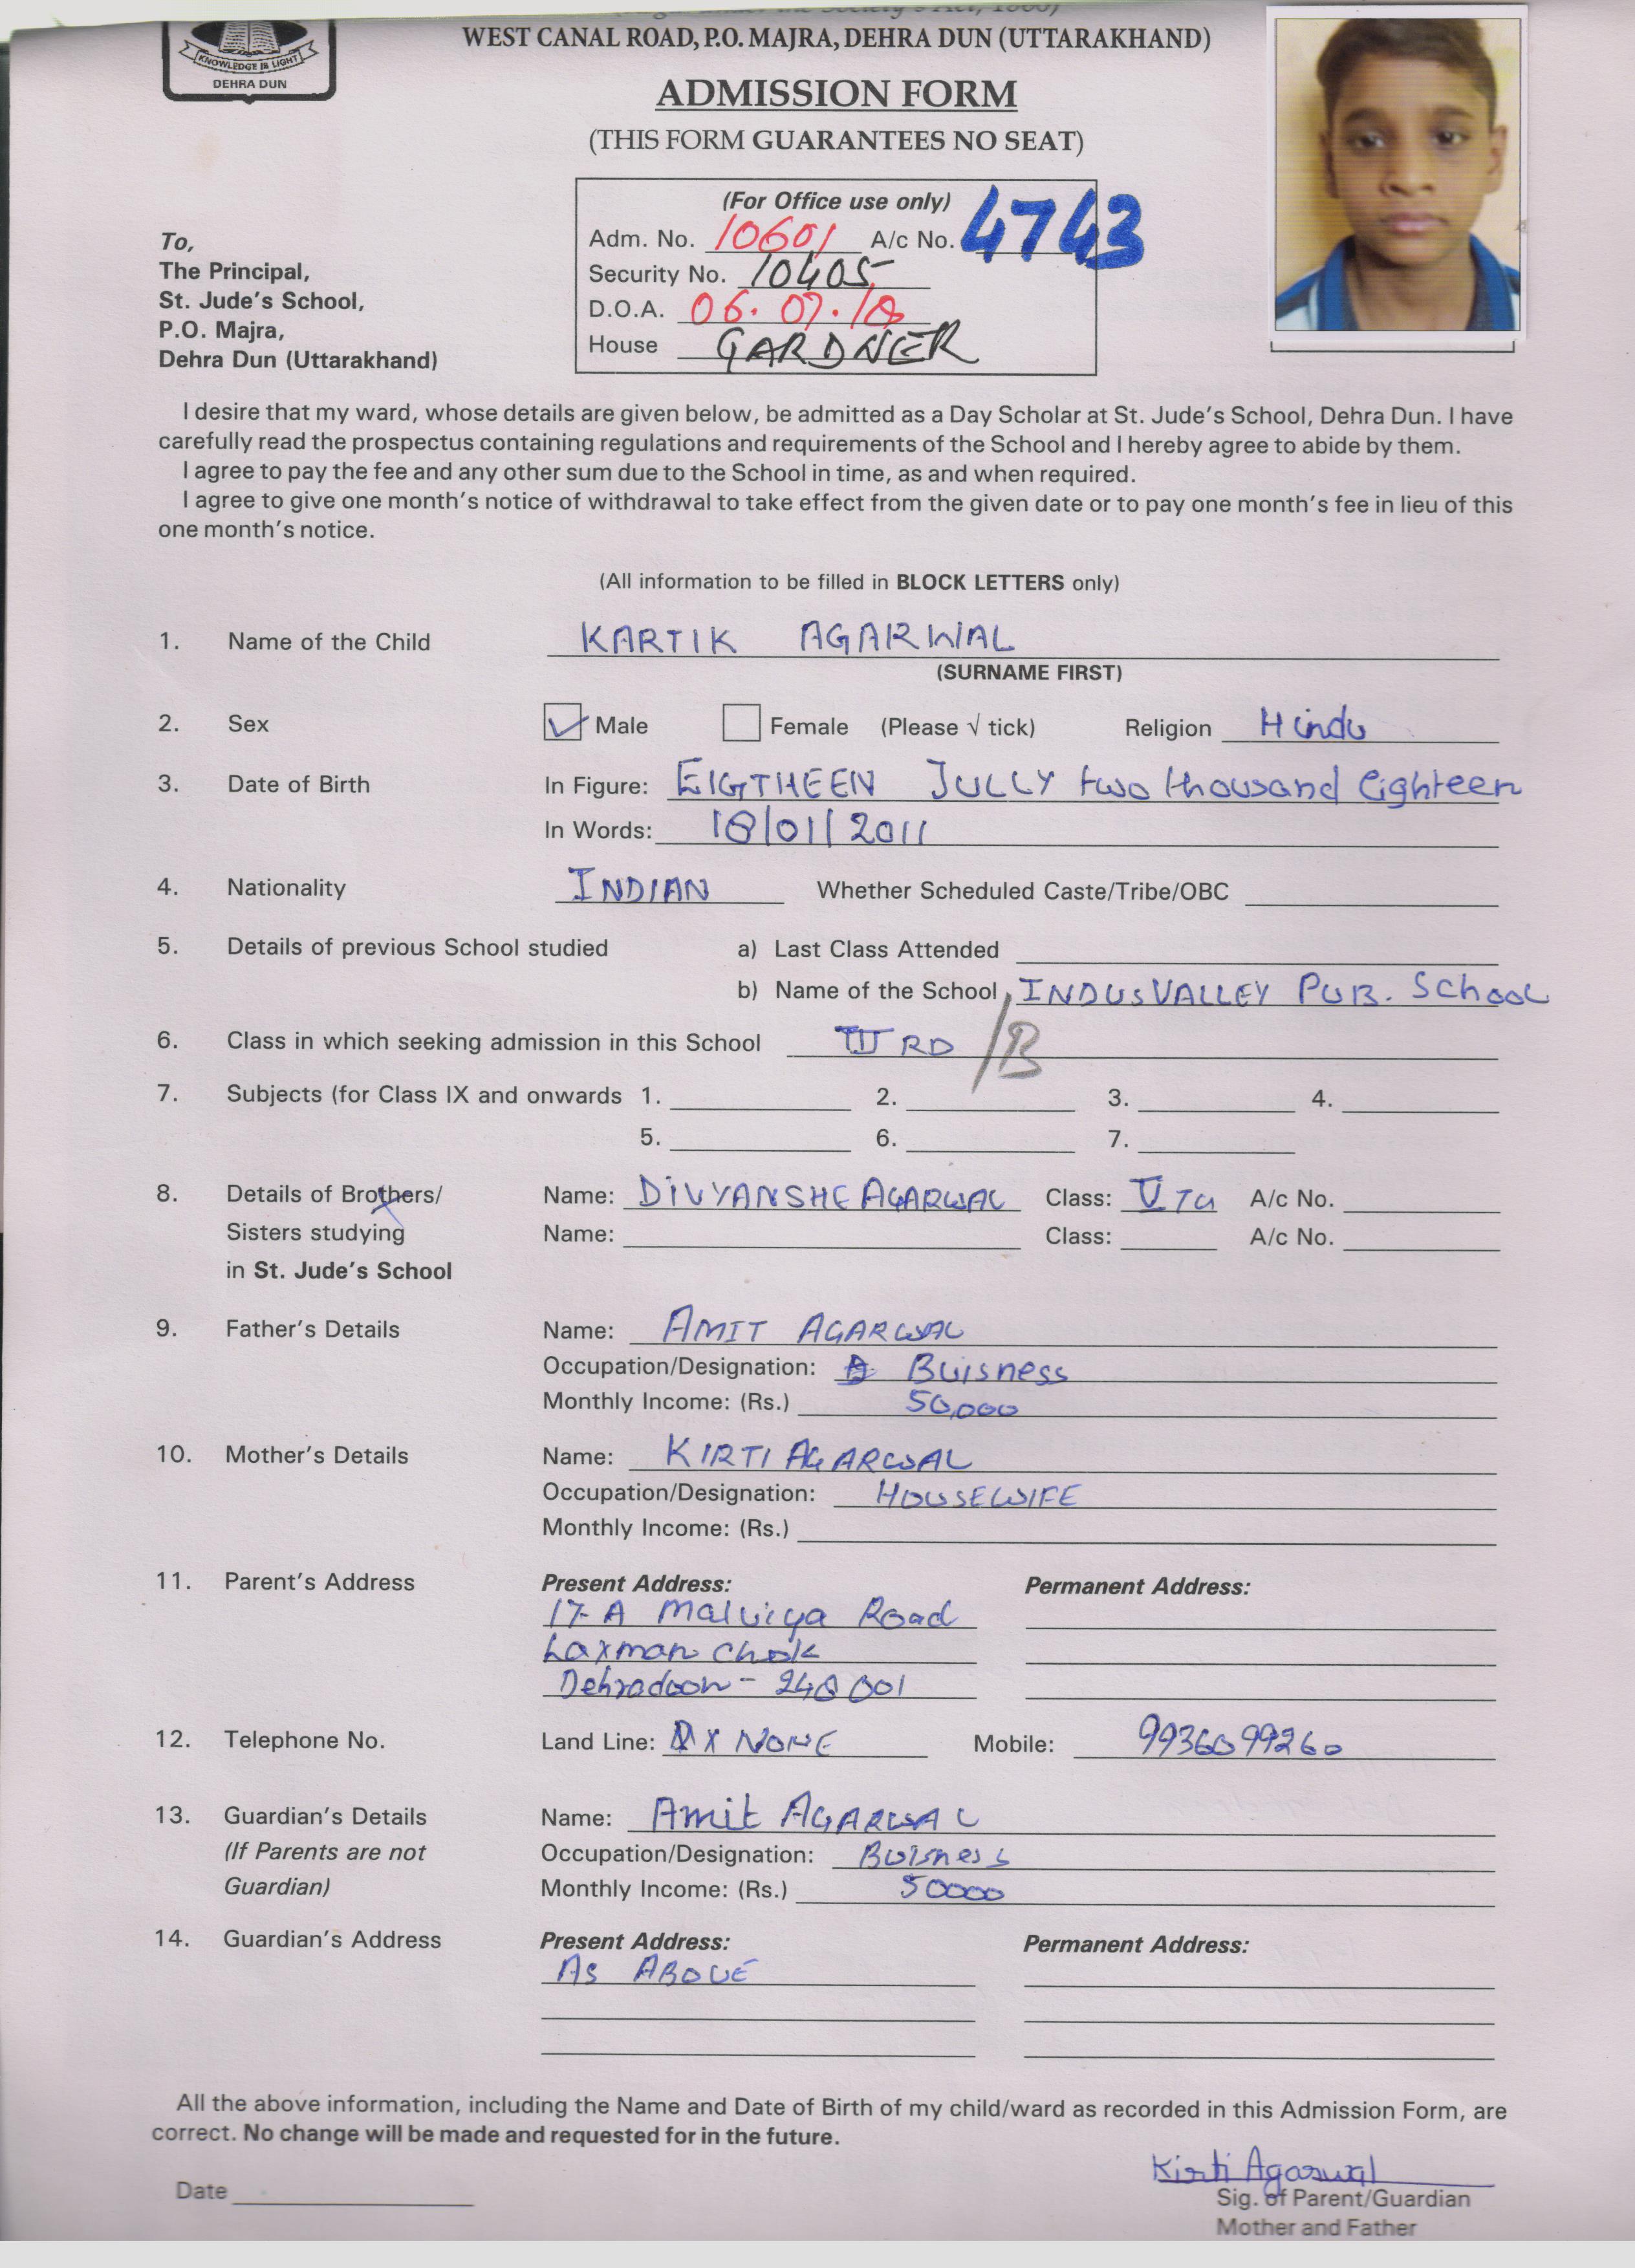 KNOWLEDGE IS LIGHT
DEHRA DUN
WEST CANAL ROAD, P.O. MAJRA, DEHRA DUN (UTTARAKHAND)
ADMISSION FORM
(THIS FORM GUARANTEES NO SEAT)
(For Office use only)
Adm. No. 10601 A/c No. 4743
Security No. 10405
D.O.A. 06.07.18
House GARDNER
To,
The Principal,
St. Jude's School,
P.O. Majra,
Dehra Dun (Uttarakhand)
I desire that my ward, whose details are given below, be admitted as a Day Scholar at St. Jude's School, Dehra Dun. I have
carefully read the prospectus containing regulations and requirements of the School and I hereby agree to abide by them.
I agree to pay the fee and any other sum due to the School in time, as and when required.
I agree to give one month's notice of withdrawal to take effect from the given date or to pay one month's fee in lieu of this
one month's notice.
(All information to be filled in BLOCK LETTERS only)
1. Name of the Child KARTIK AGARWAL
(SURNAME FIRST)
2. Sex Male Female (Please √ tick) Religion Hindu
3. Date of Birth In Figure: EIGTHEEN JULLY two thousand Eighteen
In Words: 18/01/2011
4. Nationality INDIAN Whether Scheduled Caste/Tribe/OBC
5. Details of previous School studied a) Last Class Attended
b) Name of the School INDUSVALLEY PUB. SCHOOL
6. Class in which seeking admission in this School III RD /B
7. Subjects (for Class IX and onwards 1. 2. 3. 4.
5. 6. 7.
8. Details of Brothers/ Name: DIVYANSHE AGARWAL Class: V TH A/c No.
Sisters studying Name: Class: A/c No.
in St. Jude's School
9. Father's Details Name: AMIT AGARWAL
Occupation/Designation: Buisness
Monthly Income: (Rs.) 50,000
10. Mother's Details Name: KIRTI AGARWAL
Occupation/Designation: HOUSEWIFE
Monthly Income: (Rs.)
11. Parent's Address Present Address: Permanent Address:
17-A Malviya Road
Laxman Chok
Dehradoon - 248001
12. Telephone No. Land Line: X NONE Mobile: 9936099260
13. Guardian's Details Name: Amit AGARWAL
(If Parents are not Occupation/Designation: Buisness
Guardian) Monthly Income: (Rs.) 50000
14. Guardian's Address Present Address: Permanent Address:
AS ABOVE
All the above information, including the Name and Date of Birth of my child/ward as recorded in this Admission Form, are
correct. No change will be made and requested for in the future.
Kirti Agarwal
Date Sig. of Parent/Guardian
Mother and Father